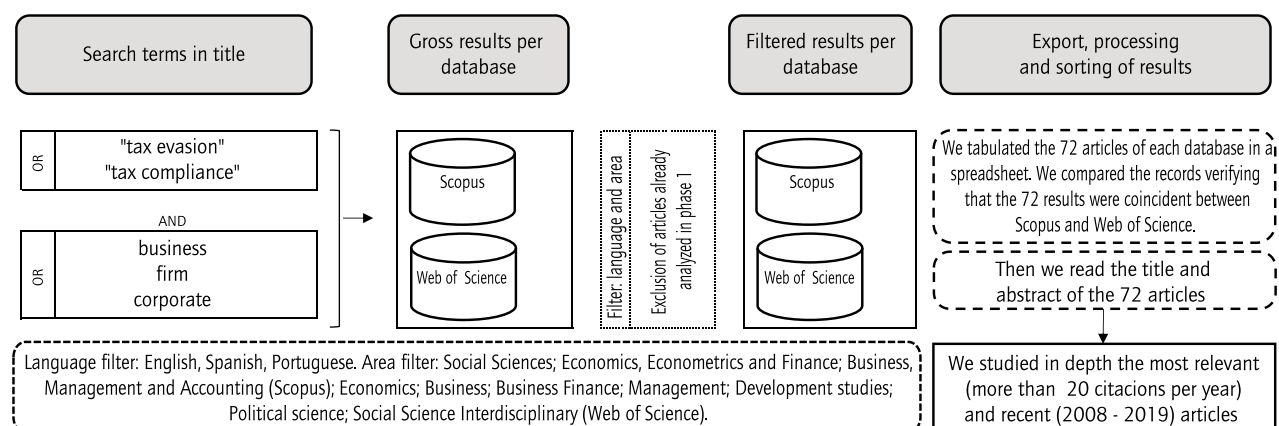 Search terms in title
Gross results per
database
Filtered results per
database
Export, processing
and sorting of results
OR
"tax evasion"
"tax compliance"
AND
OR
business
firm
corporate
Scopus
Web of Science
Filter: language and area
Exclusion of articles already
analyzed in phase 1
Scopus
Web of Science
We tabulated the 72 articles of each database in a
spreadsheet. We compared the records verifying
that the 72 results were coincident between
Scopus and Web of Science.
Then we read the title and
abstract of the 72 articles
We studied in depth the most relevant
(more than 20 citacions per year)
and recent (2008 - 2019) articles
Language filter: English, Spanish, Portuguese. Area filter: Social Sciences; Economics, Econometrics and Finance; Business,
Management and Accounting (Scopus); Economics; Business; Business Finance; Management; Development studies;
Political science; Social Science Interdisciplinary (Web of Science).